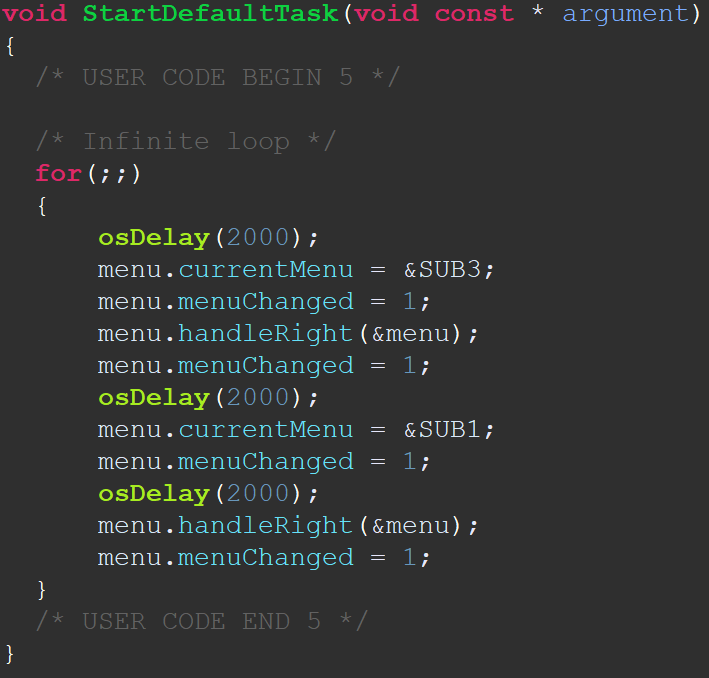 void StartDefaultTask(void const * argument)
{
  /* USER CODE BEGIN 5 */

  /* Infinite loop */
  for(;;)
  {
      osDelay(2000);
      menu.currentMenu = &SUB3;
      menu.menuChanged = 1;
      menu.handleRight(&menu);
      menu.menuChanged = 1;
      osDelay(2000);
      menu.currentMenu = &SUB1;
      menu.menuChanged = 1;
      osDelay(2000);
      menu.handleRight(&menu);
      menu.menuChanged = 1;
  }
  /* USER CODE END 5 */
}